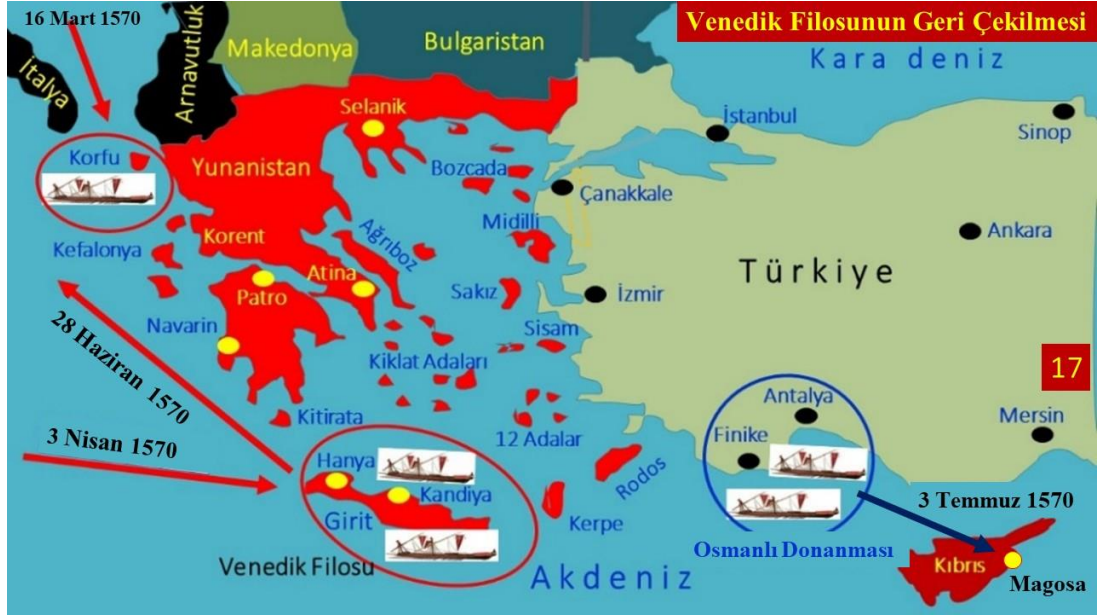 16 Mart 1570
Venedik Filosunun Geri Çekilmesi
İtalya
Arnavutluk
Makedonya
Bulgaristan
Kara deniz
Selanik
İstanbul
Sinop
Korfu
Yunanistan
Bozcada
Çanakkale
Midilli
Ankara
Kefalonya
Korent
Ağrıboz
Türkiye
Atina
Patro
Sakız
İzmir
Navarin
Sisam
28 Haziran 1570
Kiklat Adaları
17
Antalya
Mersin
Kitirata
3 Nisan 1570
12 Adalar
Finike
Hanya
Rodos
Kandiya
3 Temmuz 1570
Girit
Kerpe
Osmanlı Donanması
Venedik Filosu
Akdeniz
Kıbrıs
Magosa